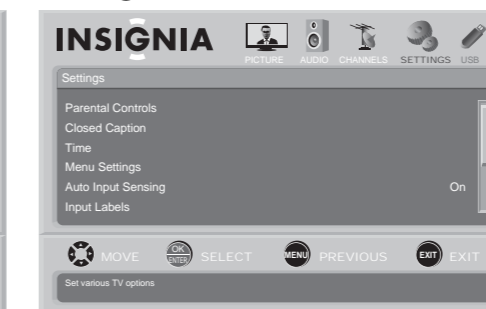 INSIGNIA
PICTURE AUDIO CHANNELS SETTINGS USB
Settings
Parental Controls
Closed Caption
Time
Menu Settings
Auto Input Sensing On
Input Labels
MOVE OK ENTER SELECT MENU PREVIOUS EXIT EXIT
Set various TV options